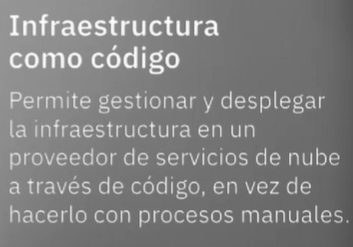 Infraestructura
como código
Permite gestionar y desplegar
la infraestructura en un
proveedor de servicios de nube
a través de código, en vez de
hacerlo con procesos manuales.